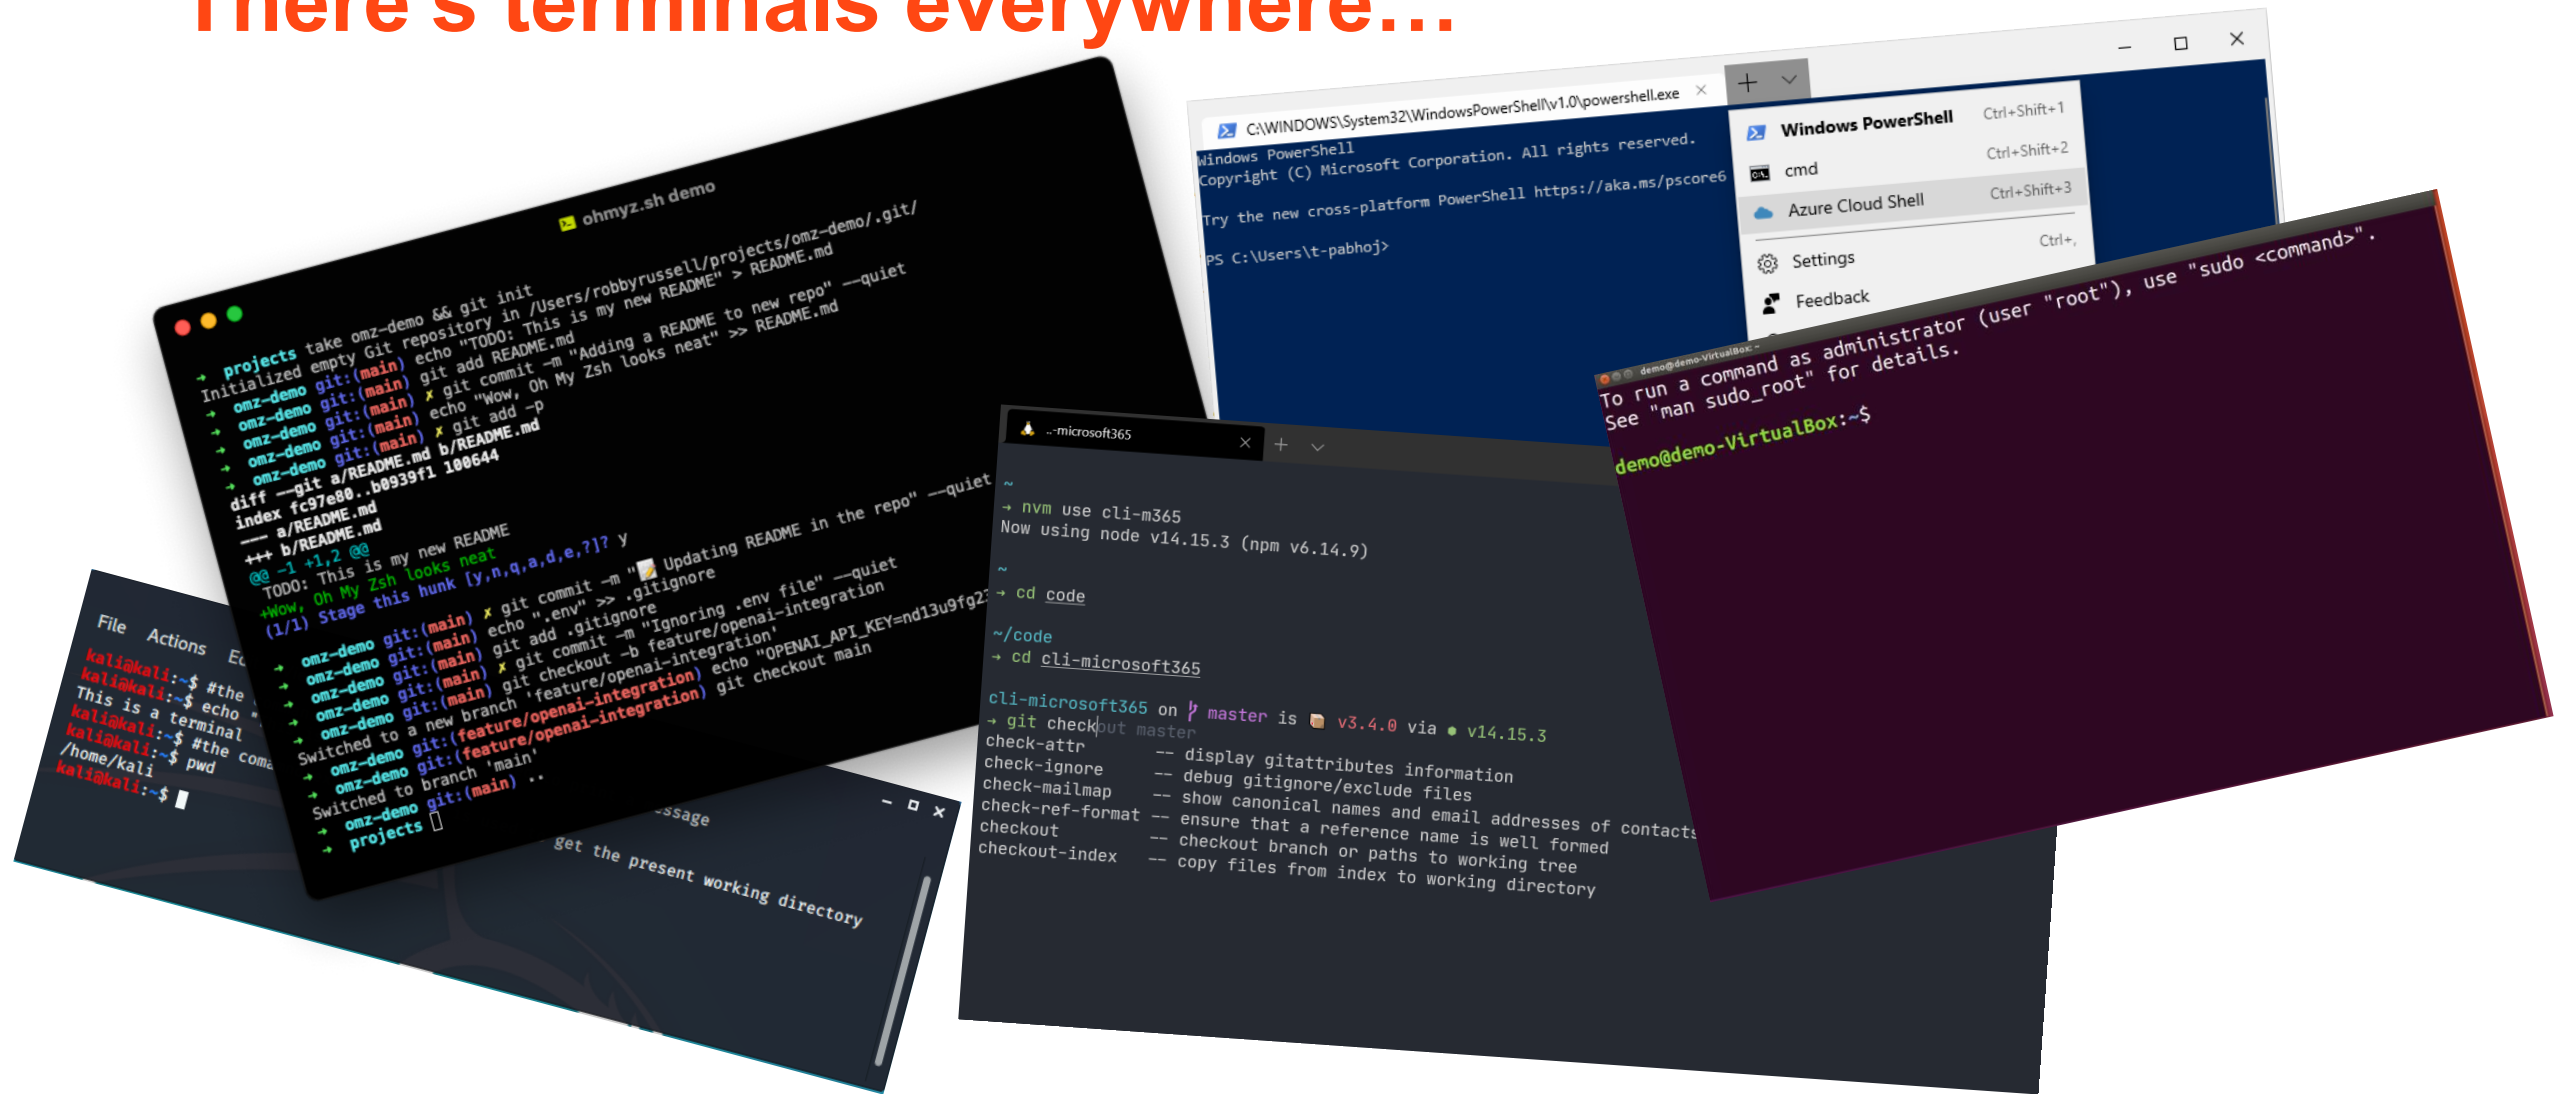 There's terminals everywhere...
ohmyz.sh demo
➜ projects take omz-demo && git init
Initialized empty Git repository in /Users/robbyrussell/projects/omz-demo/.git/
➜ omz-demo git:(main) echo "TODO: This is my new README" > README.md
➜ omz-demo git:(main) git add README.md
➜ omz-demo git:(main) ✗ git commit -m "Adding a README to new repo" --quiet
➜ omz-demo git:(main) echo "Wow, Oh My Zsh looks neat" >> README.md
➜ omz-demo git:(main) ✗ git add -p
diff --git a/README.md b/README.md
index fc97e80..b0939f1 100644
--- a/README.md
+++ b/README.md
@@ -1 +1,2 @@
TODO: This is my new README
+Wow, Oh My Zsh looks neat
(1/1) Stage this hunk [y,n,q,a,d,e,?]? y
➜ omz-demo git:(main) ✗ git commit -m "📝 Updating README in the repo" --quiet
➜ omz-demo git:(main) echo ".env" >> .gitignore
➜ omz-demo git:(main) git add .gitignore
➜ omz-demo git:(main) ✗ git commit -m "Ignoring .env file" --quiet
➜ omz-demo git:(main) git checkout -b feature/openai-integration
Switched to a new branch 'feature/openai-integration'
➜ omz-demo git:(feature/openai-integration) echo "OPENAI_API_KEY=nd13u9fg23
➜ omz-demo git:(feature/openai-integration) git checkout main
Switched to branch 'main'
➜ omz-demo git:(main) ..
➜ projects
C:\WINDOWS\System32\WindowsPowerShell\v1.0\powershell.exe
Windows PowerShell
Copyright (C) Microsoft Corporation. All rights reserved.
Try the new cross-platform PowerShell https://aka.ms/pscore6
PS C:\Users\t-pabhoj>
Windows PowerShell Ctrl+Shift+1
cmd Ctrl+Shift+2
Azure Cloud Shell Ctrl+Shift+3
Settings Ctrl+,
Feedback
demo@demo-VirtualBox: ~
To run a command as administrator (user "root"), use "sudo <command>".
See "man sudo_root" for details.
demo@demo-VirtualBox:~$
..-microsoft365
~
➜ nvm use cli-m365
Now using node v14.15.3 (npm v6.14.9)
~
➜ cd code
~/code
➜ cd cli-microsoft365
cli-microsoft365 on master is 📦 v3.4.0 via ⬢ v14.15.3
➜ git checkout master
check-attr -- display gitattributes information
check-ignore -- debug gitignore/exclude files
check-mailmap -- show canonical names and email addresses of contacts
check-ref-format -- ensure that a reference name is well formed
checkout -- checkout branch or paths to working tree
checkout-index -- copy files from index to working directory
File Actions
kali@kali:~$ #the
kali@kali:~$ echo "
This is a terminal
kali@kali:~$ #the coma
get the present working directory
kali@kali:~$ pwd
/home/kali
kali@kali:~$